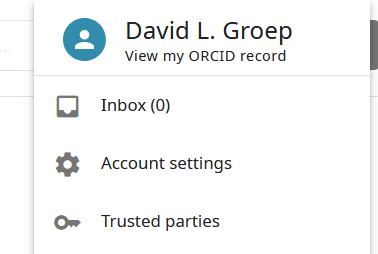 David L. Groep
View my ORCID record
Inbox (0)
Account settings
Trusted parties